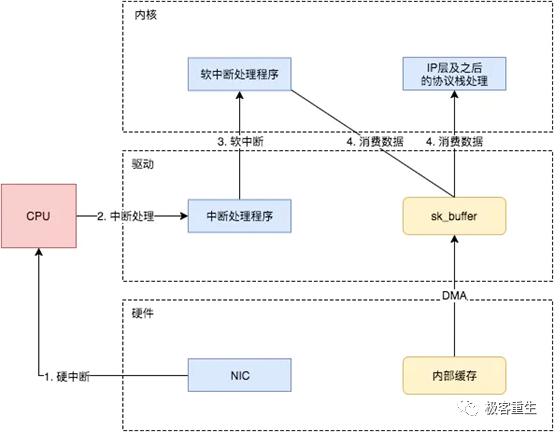 内核
软中断处理程序
IP层及之后
的协议栈处理
3. 软中断
4. 消费数据
4. 消费数据
驱动
CPU
2. 中断处理
中断处理程序
sk_buffer
DMA
硬件
1. 硬中断
NIC
内部缓存
极客重生